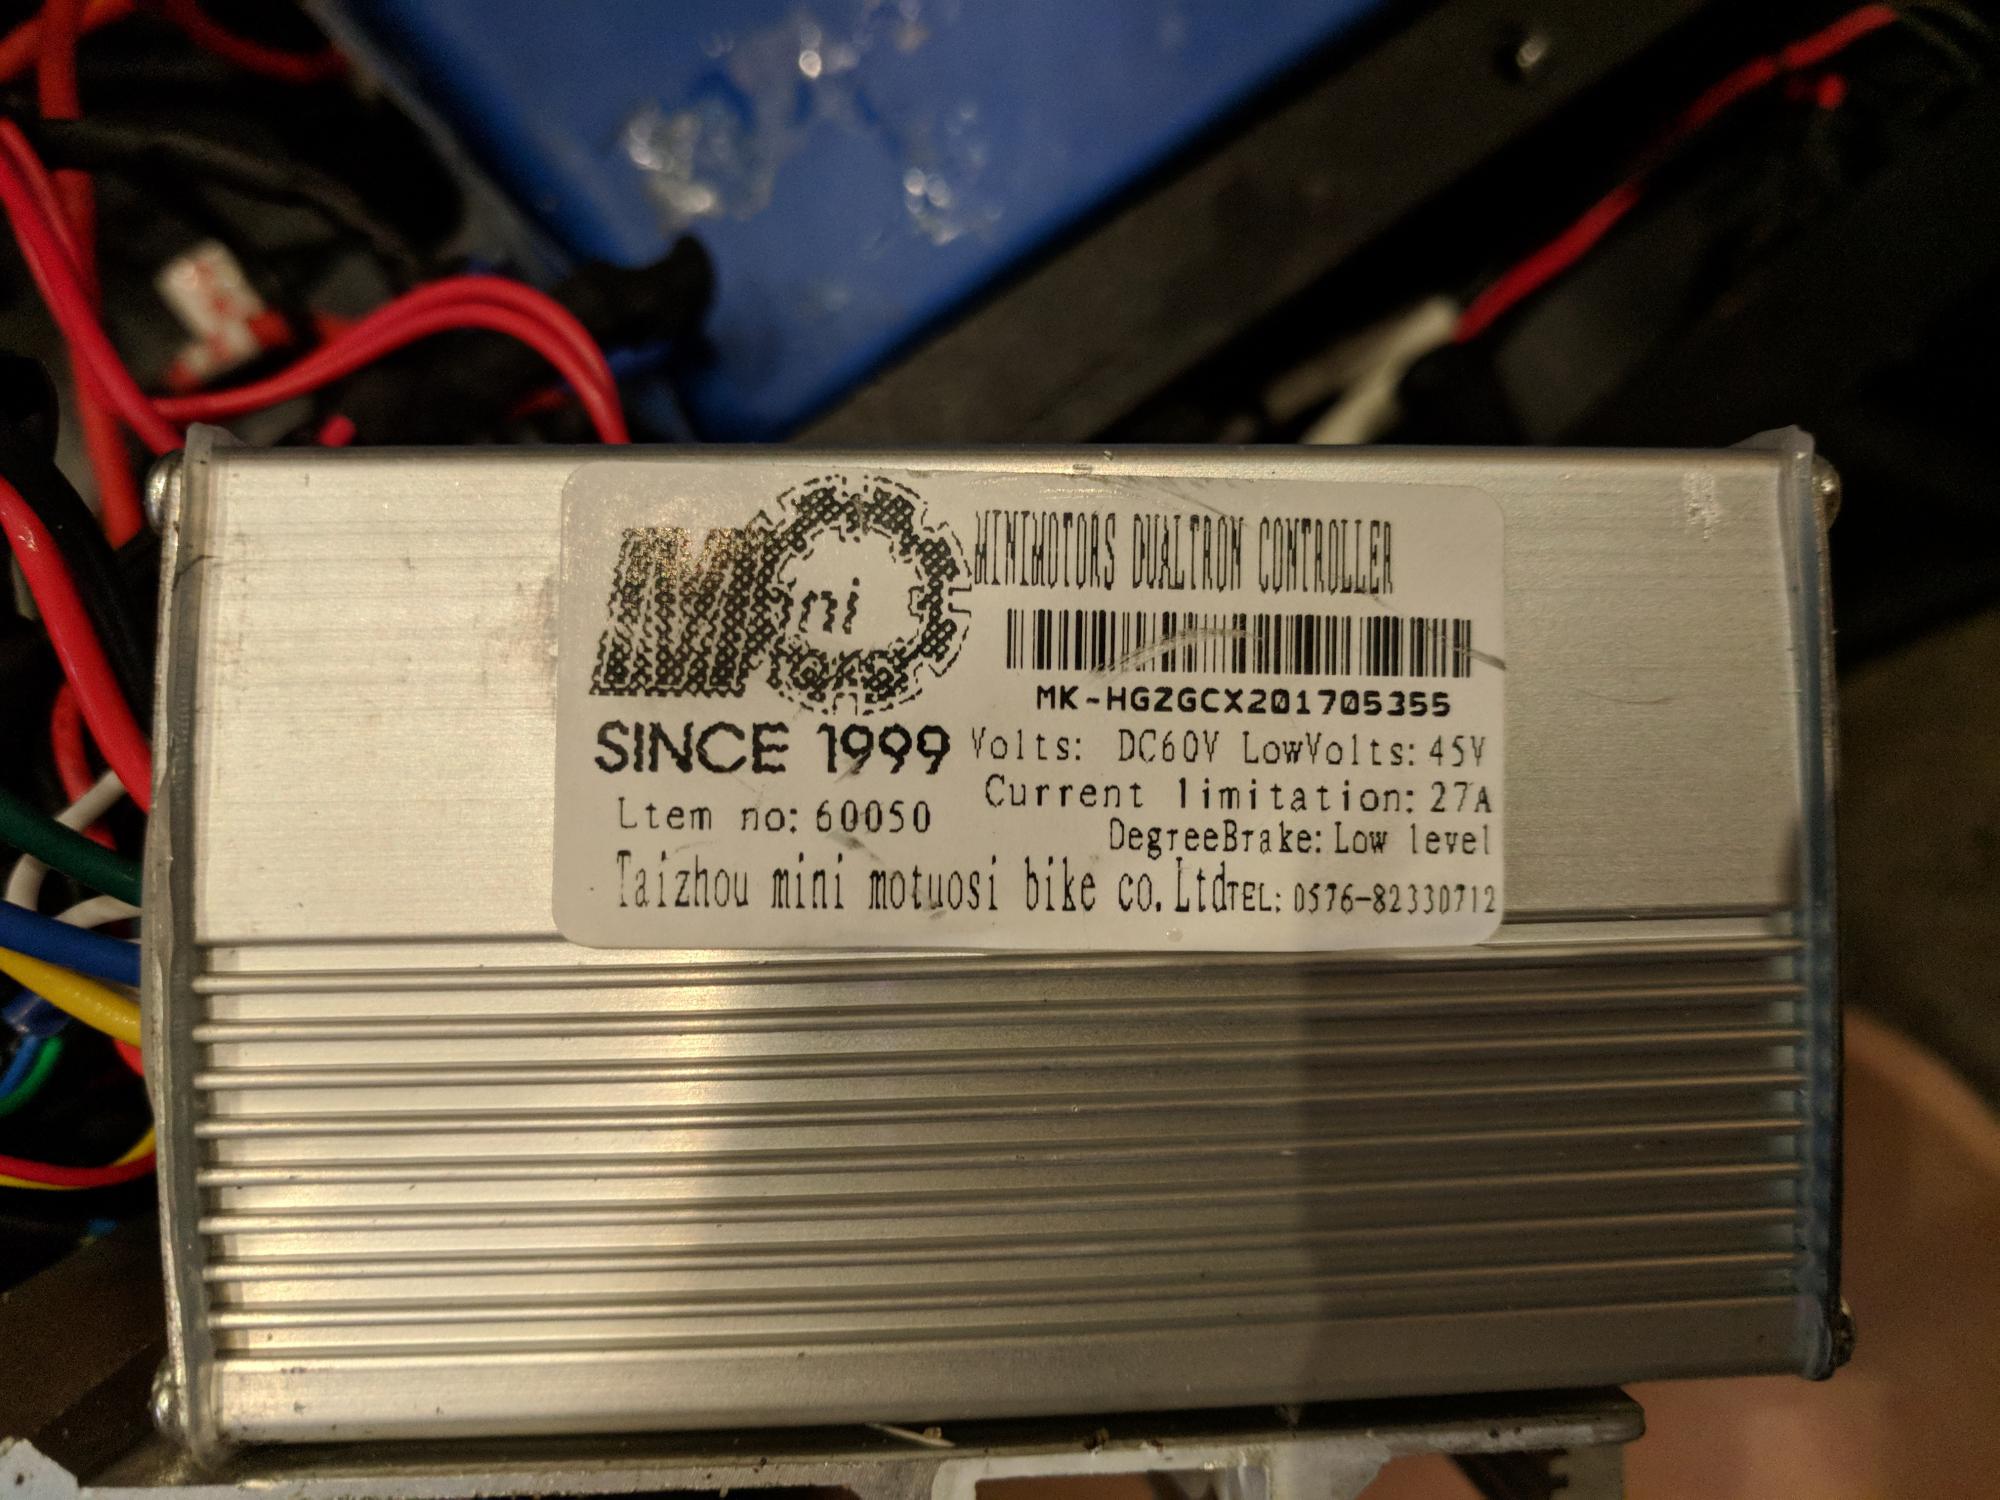 ni
MINIMOTORS DUALTRON CONTROLLER
MK-HGZGCX201705355
SINCE 1999
Volts: DC60V LowVolts: 45V
Current limitation: 27A
Ltem no: 60050
DegreeBrake: Low level
Taizhou mini motuosi bike co.Ltd TEL: 0576-82330712